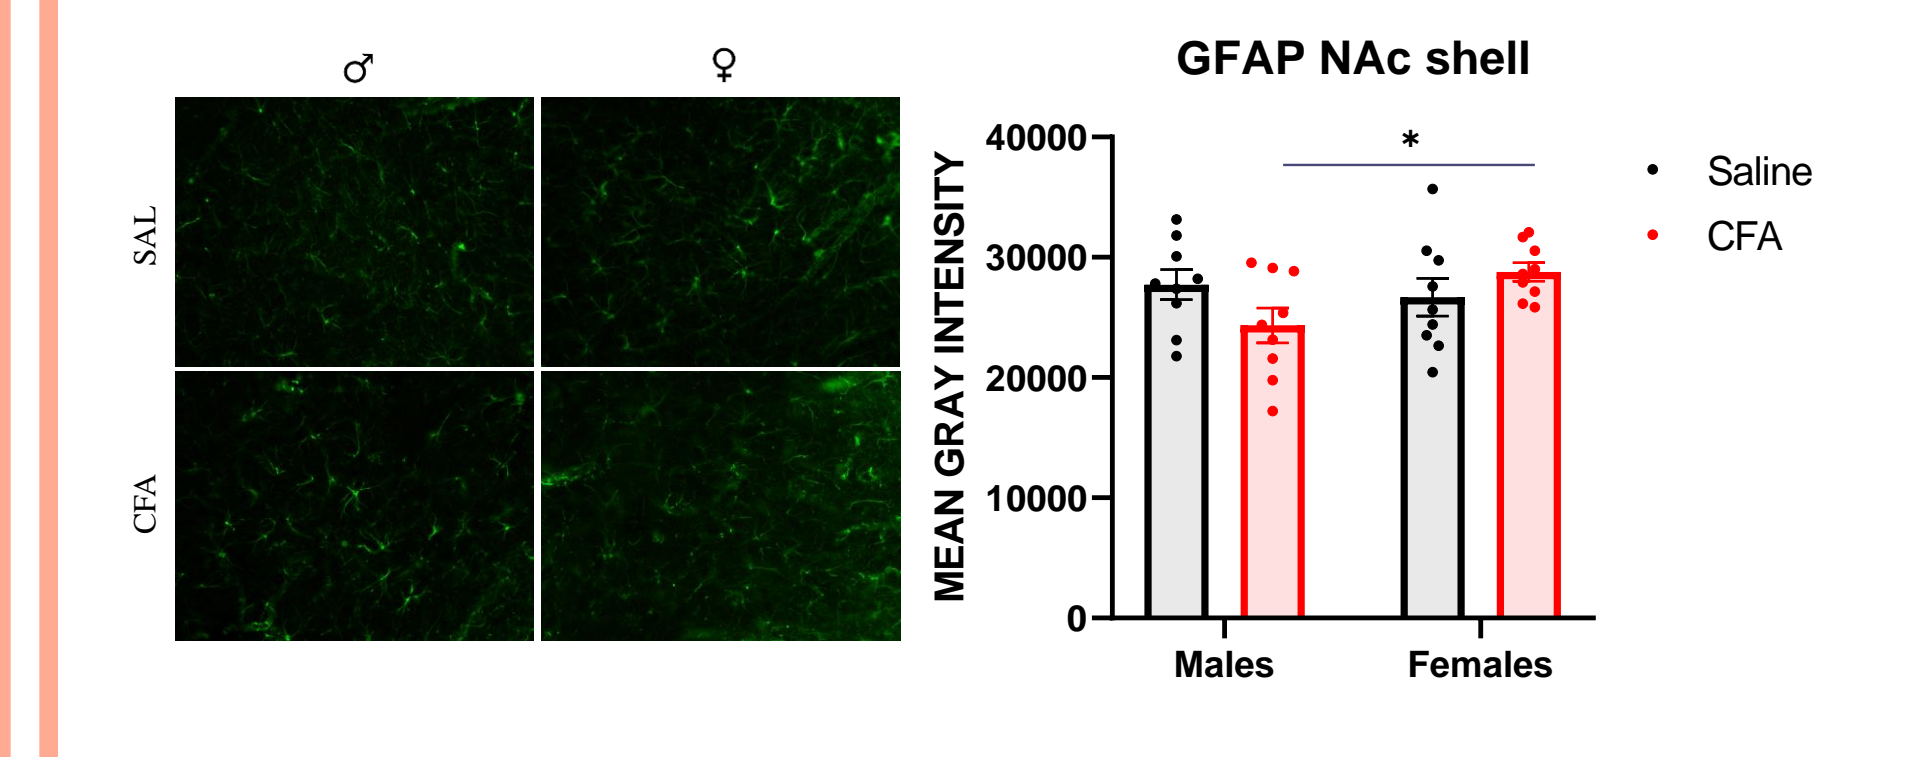 ♂ ♀
SAL
CFA
GFAP NAc shell
MEAN GRAY INTENSITY
40000
30000
20000
10000
0
*
Males Females
Saline
CFA